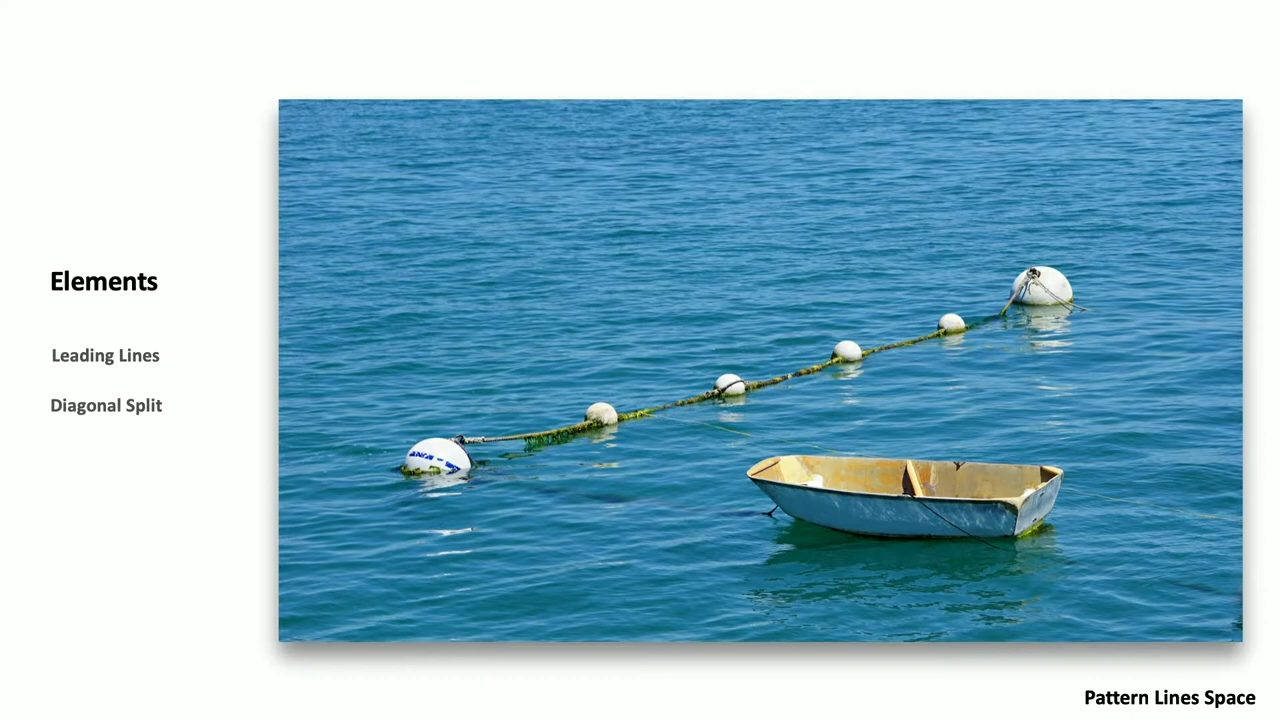 Elements
Leading Lines
Diagonal Split
Pattern Lines Space